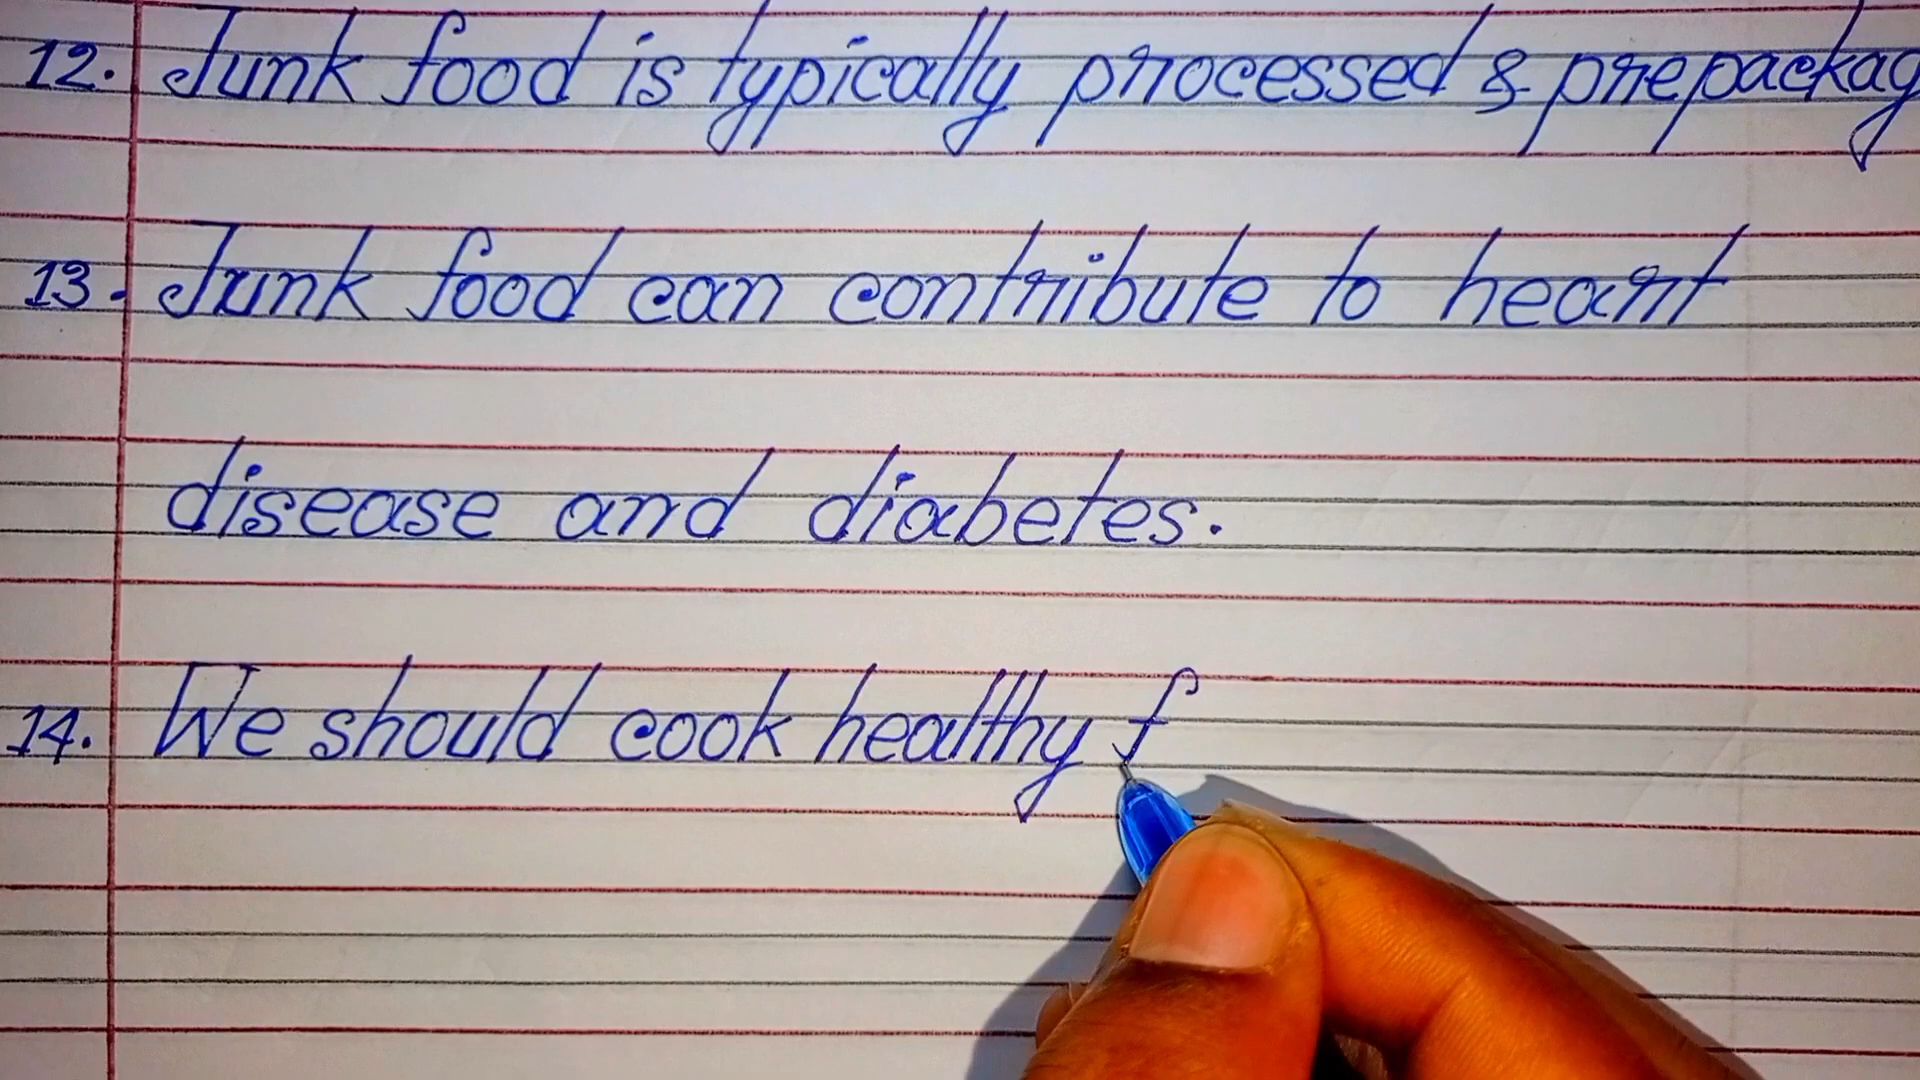 12. Junk food is typically processed & prepackag
13. Junk food can contribute to heart
disease and diabetes.
14. We should cook healthy f